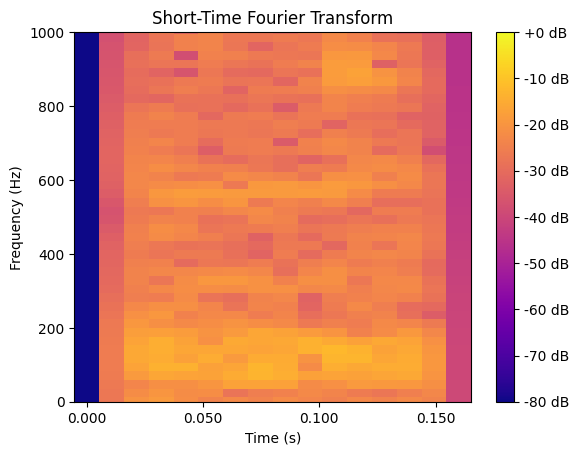 Short-Time Fourier Transform
1000
800
600
400
200
0
Frequency (Hz)
0.000
0.050
0.100
0.150
Time (s)
+0 dB
-10 dB
-20 dB
-30 dB
-40 dB
-50 dB
-60 dB
-70 dB
-80 dB